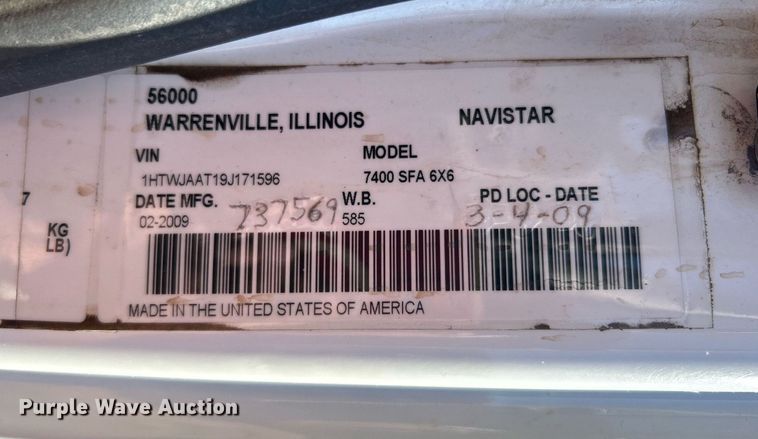 56000
WARRENVILLE, ILLINOIS NAVISTAR
VIN MODEL
1HTWJAAT19J171596 7400 SFA 6X6
DATE MFG. W.B. PD LOC - DATE
02-2009 737569 585 3-4-09
7
KG
LB)
MADE IN THE UNITED STATES OF AMERICA
Purple Wave Auction